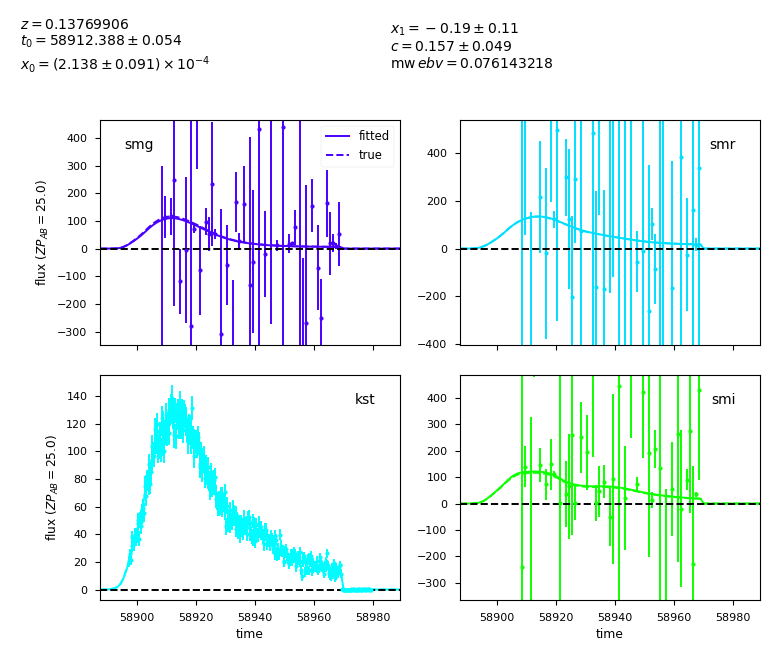 z = 0.13769906
t₀ = 58912.388 ± 0.054
x₀ = (2.138 ± 0.091) × 10⁻⁴
x₁ = −0.19 ± 0.11
c = 0.157 ± 0.049
mw ebv = 0.076143218
smg
fitted
true
400
300
200
100
0
−100
−200
−300
flux (ZP_AB = 25.0)
smr
400
200
0
−200
−400
kst
140
120
100
80
60
40
20
0
flux (ZP_AB = 25.0)
58900 58920 58940 58960 58980
time
smi
400
300
200
100
0
−100
−200
−300
58900 58920 58940 58960 58980
time